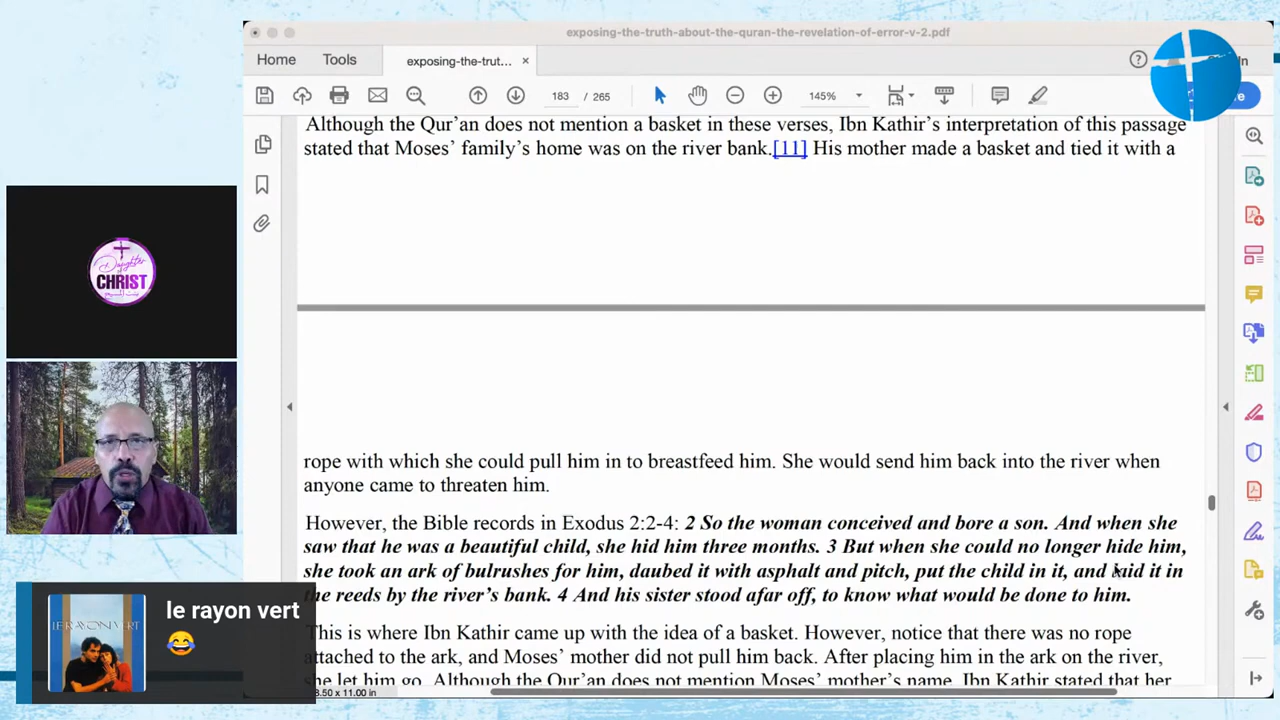 exposing-the-truth-about-the-quran-the-revelation-of-error-v-2.pdf
Home
Tools
exposing-the-trut...
183 / 265
145%
Although the Qur'an does not mention a basket in these verses, Ibn Kathir's interpretation of this passage
stated that Moses' family's home was on the river bank.[11] His mother made a basket and tied it with a
rope with which she could pull him in to breastfeed him. She would send him back into the river when
anyone came to threaten him.
However, the Bible records in Exodus 2:2-4: 2 So the woman conceived and bore a son. And when she
saw that he was a beautiful child, she hid him three months. 3 But when she could no longer hide him,
she took an ark of bulrushes for him, daubed it with asphalt and pitch, put the child in it, and laid it in
the reeds by the river's bank. 4 And his sister stood afar off, to know what would be done to him.
This is where Ibn Kathir came up with the idea of a basket. However, notice that there was no rope
attached to the ark, and Moses' mother did not pull him back. After placing him in the ark on the river,
she let him go. Although the Qur'an does not mention Moses' mother's name, Ibn Kathir stated that her
8.50 x 11.00 in
Daughter
CHRIST
بنت المسيح
le rayon vert
LE RAYON VERT